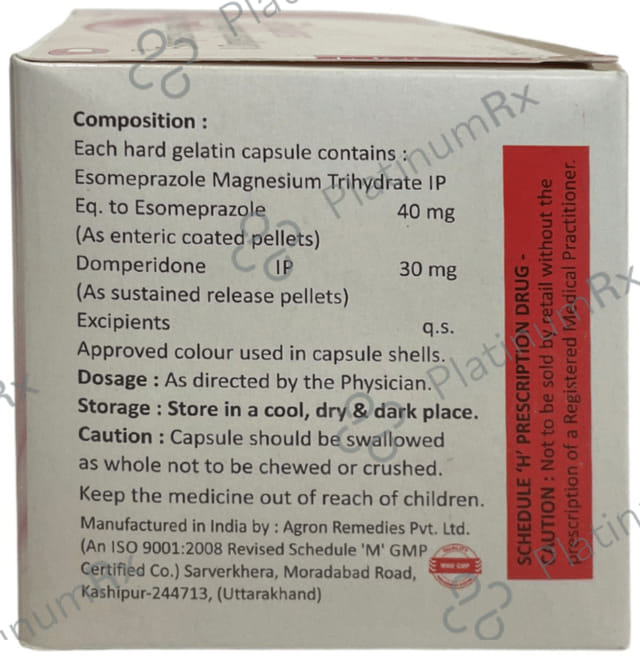 Composition :
Each hard gelatin capsule contains :
Esomeprazole Magnesium Trihydrate IP
Eq. to Esomeprazole 40 mg
(As enteric coated pellets)
Domperidone IP 30 mg
(As sustained release pellets)
Excipients q.s.
Approved colour used in capsule shells.
Dosage : As directed by the Physician.
Storage : Store in a cool, dry & dark place.
Caution : Capsule should be swallowed
as whole not to be chewed or crushed.
Keep the medicine out of reach of children.
Manufactured in India by : Agron Remedies Pvt. Ltd.
(An ISO 9001:2008 Revised Schedule 'M' GMP
Certified Co.) Sarverkhera, Moradabad Road,
Kashipur-244713, (Uttarakhand)
WHO GMP
SCHEDULE 'H' PRESCRIPTION DRUG -
CAUTION : Not to be sold by retail without the
prescription of a Registered Medical Practitioner.
PlatinumRx
PlatinumRx
PlatinumRx
PlatinumRx